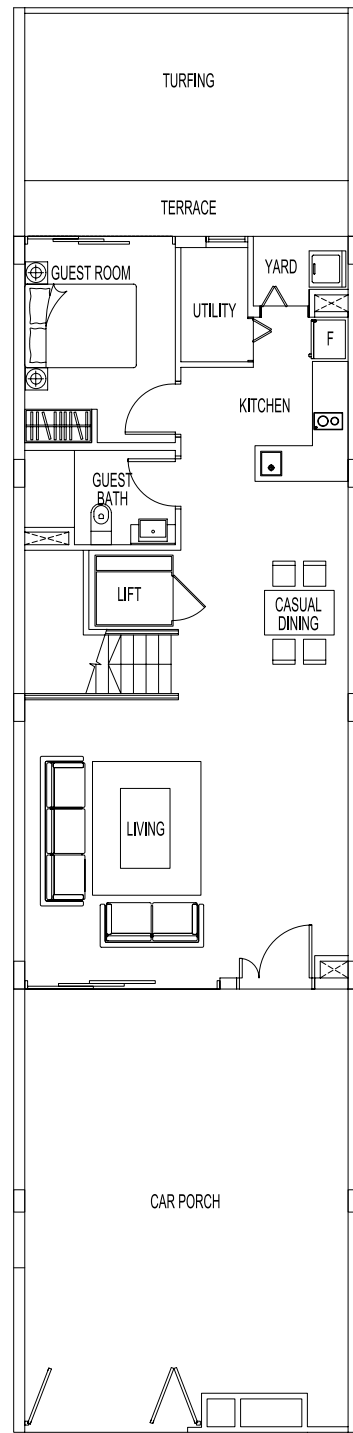 TURFING
TERRACE
GUEST ROOM
YARD
UTILITY
F
KITCHEN
GUEST
BATH
LIFT
CASUAL
DINING
LIVING
CAR PORCH